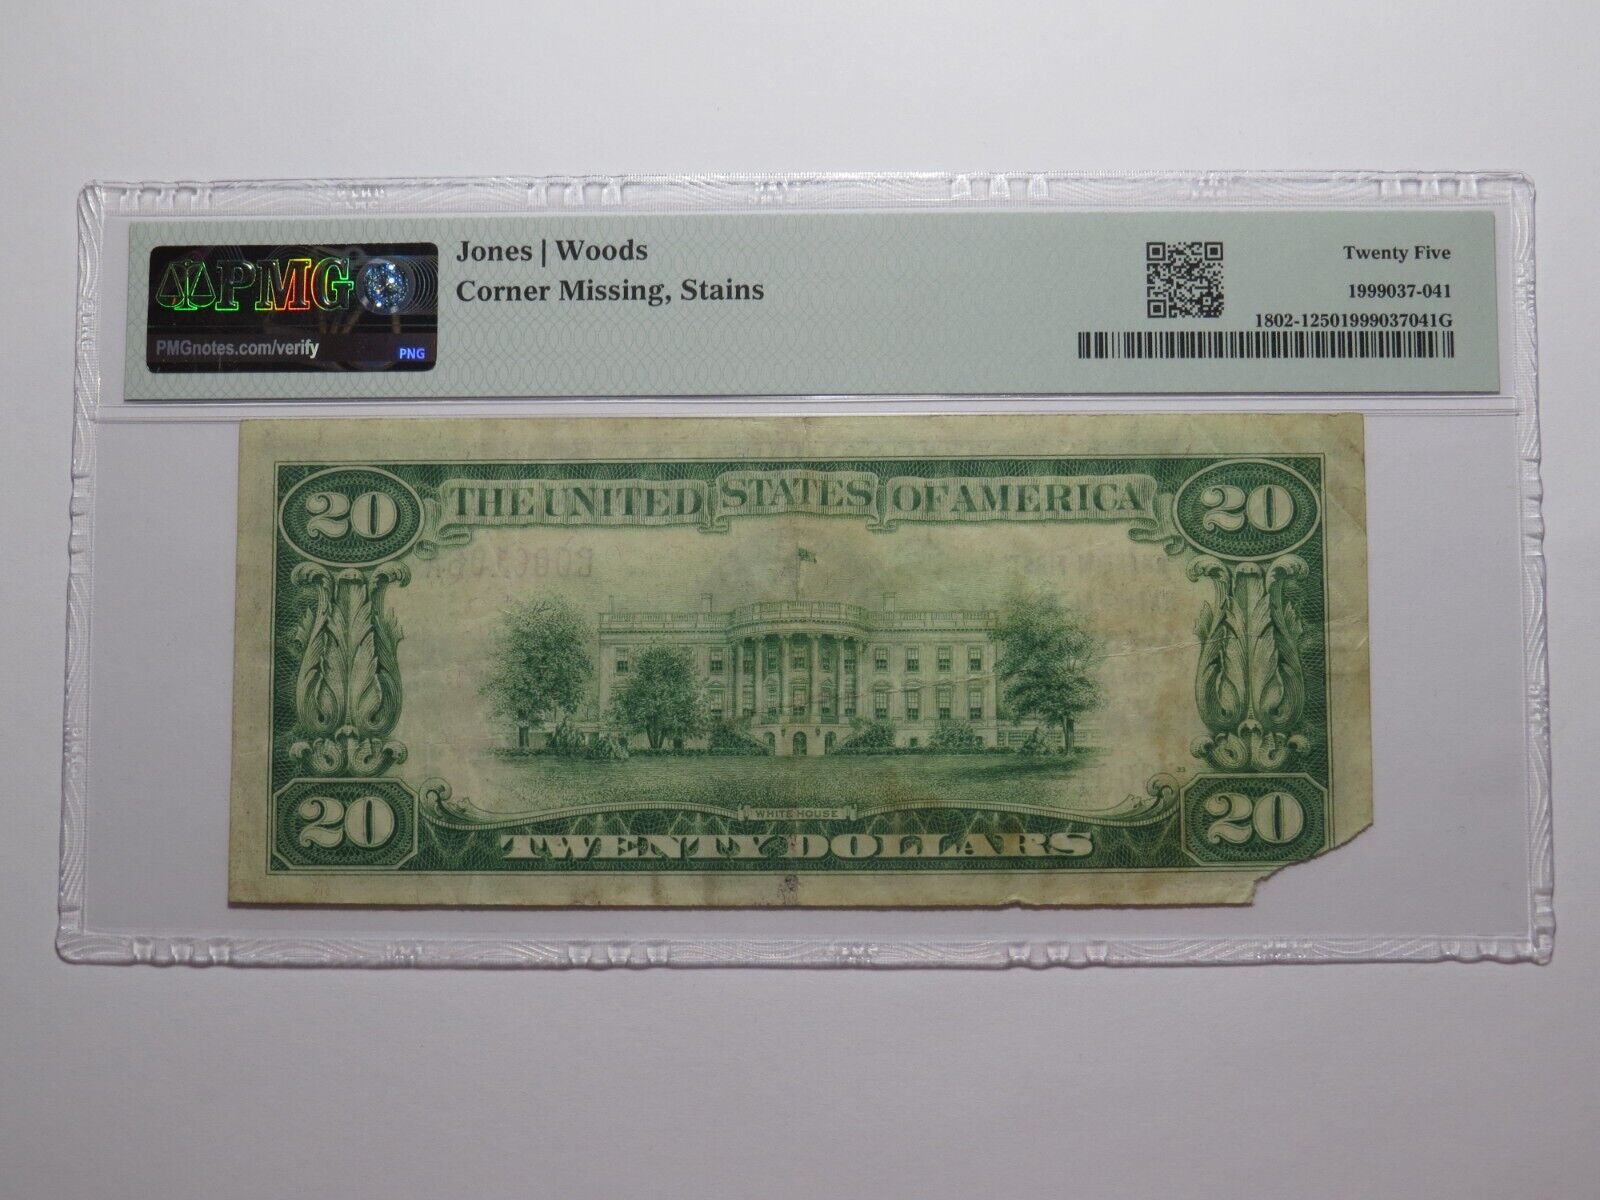 PMG
PMGnotes.com/verify
PNG
Jones | Woods
Corner Missing, Stains
Twenty Five
1999037-041
1802-12501999037041G
20 THE UNITED STATES OF AMERICA 20
WHITE HOUSE
33
20 TWENTY DOLLARS 20